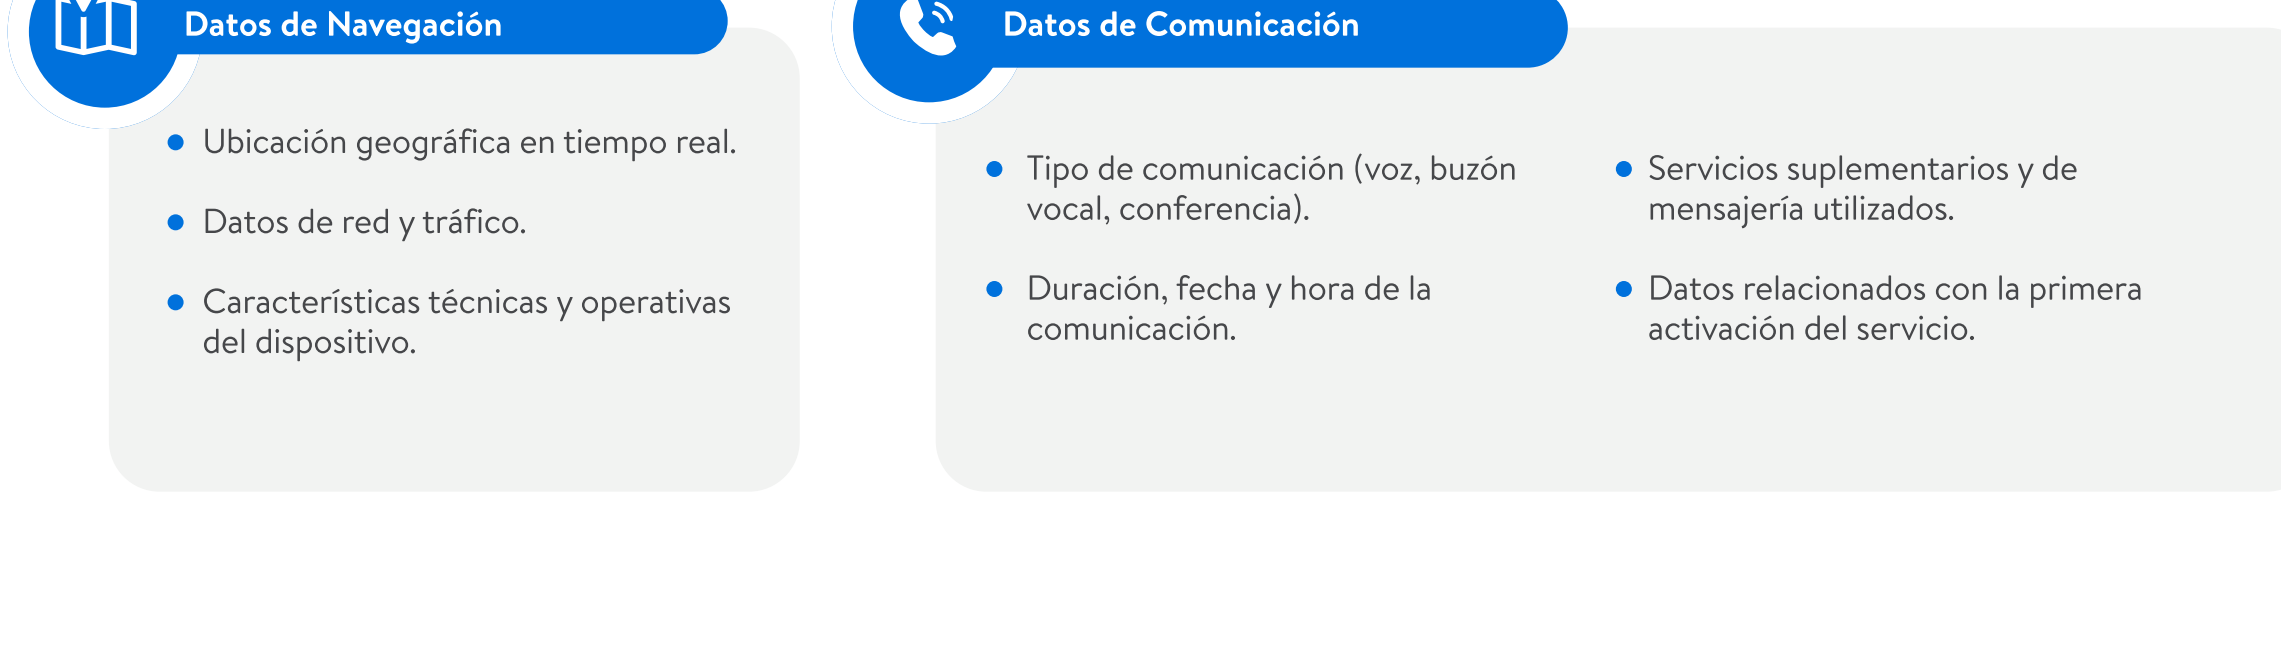 Datos de Navegación
Ubicación geográfica en tiempo real.
Datos de red y tráfico.
Características técnicas y operativas
del dispositivo.
Datos de Comunicación
Tipo de comunicación (voz, buzón
vocal, conferencia).
Duración, fecha y hora de la
comunicación.
Servicios suplementarios y de
mensajería utilizados.
Datos relacionados con la primera
activación del servicio.